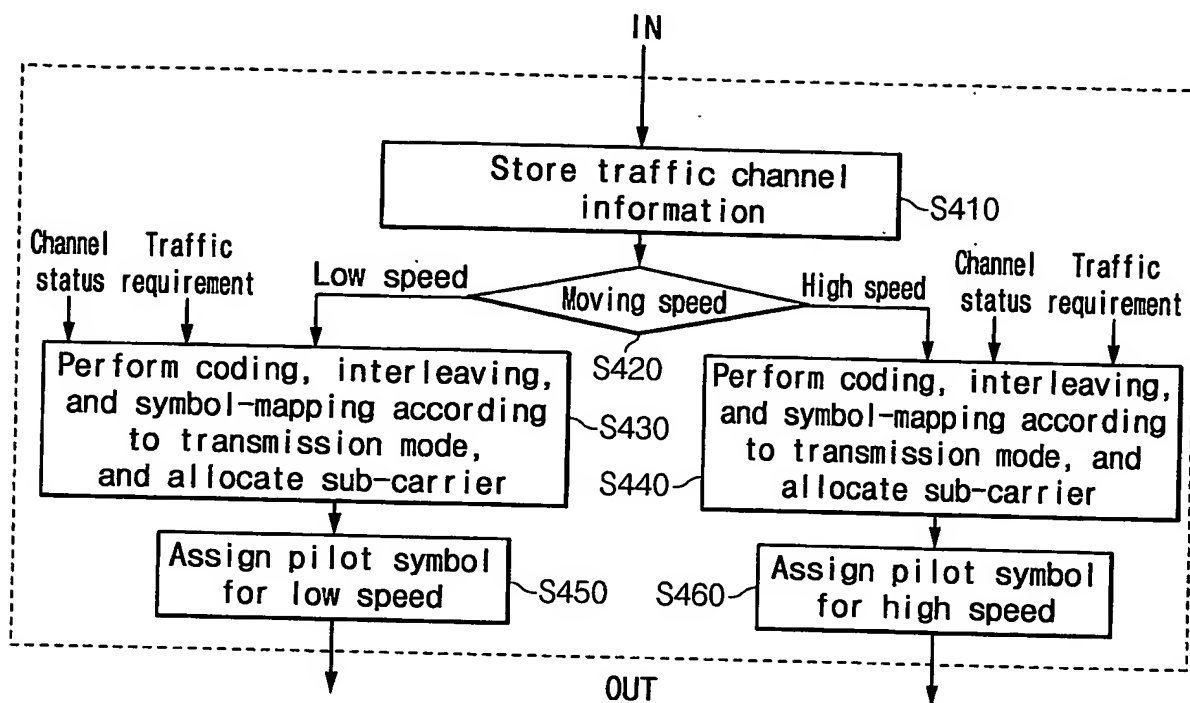 IN
Store traffic channel
information
S410
Channel
status
Traffic
requirement
Low speed
Moving speed
High speed
Channel
status
Traffic
requirement
S420
Perform coding, interleaving,
and symbol-mapping according
to transmission mode,
and allocate sub-carrier
S430
Perform coding, interleaving,
and symbol-mapping according
to transmission mode, and
allocate sub-carrier
S440
Assign pilot symbol
for low speed
S450
Assign pilot symbol
for high speed
S460
OUT